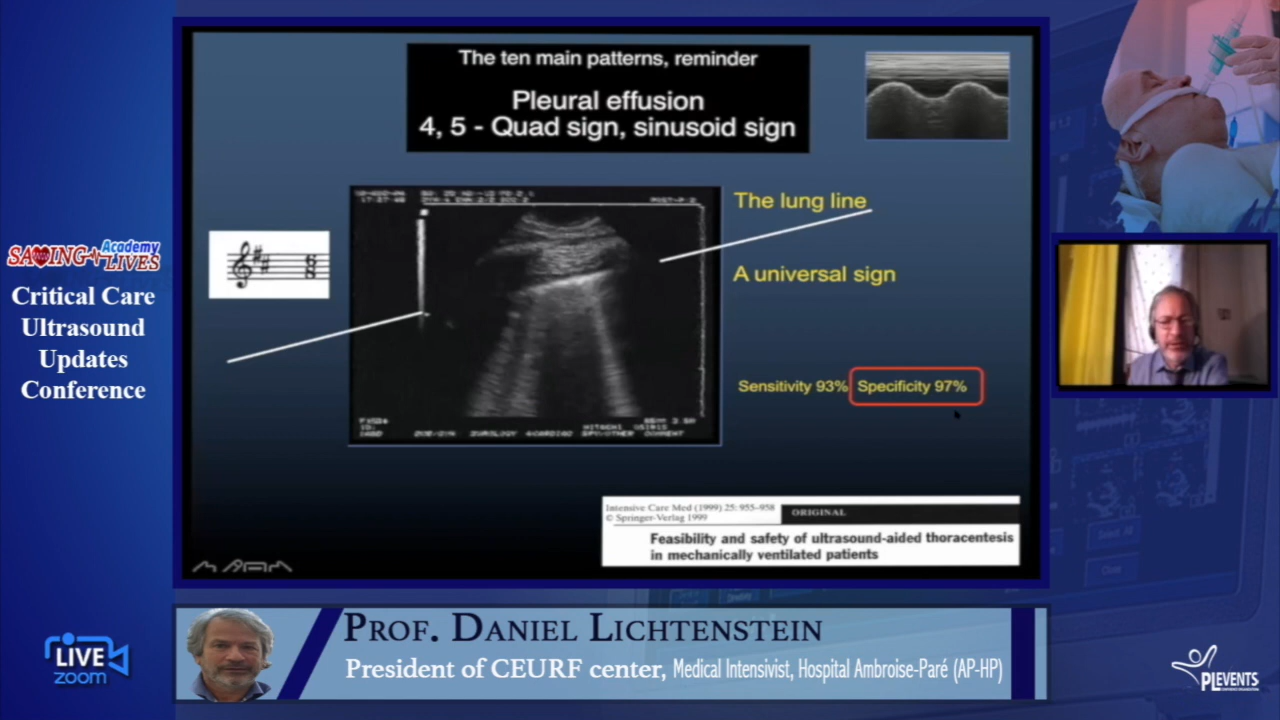 The ten main patterns, reminder
Pleural effusion
4, 5 - Quad sign, sinusoid sign
The lung line
A universal sign
Sensitivity 93% Specificity 97%
Intensive Care Med (1999) 25:955–958
© Springer-Verlag 1999
ORIGINAL
Feasibility and safety of ultrasound-aided thoracentesis
in mechanically ventilated patients
SAVING LIVES Academy
Critical Care
Ultrasound
Updates
Conference
LIVE
zoom
PROF. DANIEL LICHTENSTEIN
President of CEURF center, Medical Intensivist, Hospital Ambroise-Paré (AP-HP)
PLEVENTS